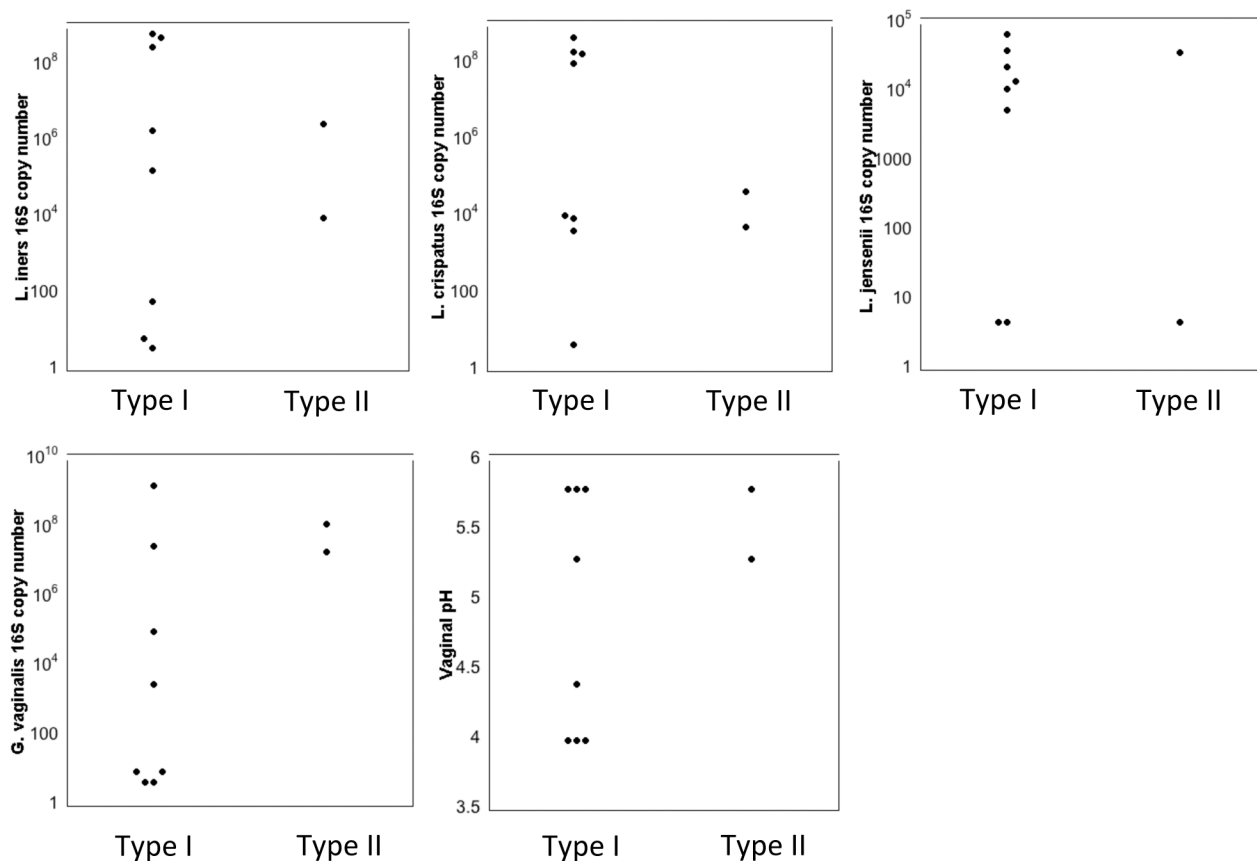 L. iners 16S copy number
10^8
10^6
10^4
100
1
Type I
Type II
L. crispatus 16S copy number
10^8
10^6
10^4
100
1
Type I
Type II
L. jensenii 16S copy number
10^5
10^4
1000
100
10
1
Type I
Type II
G. vaginalis 16S copy number
10^10
10^8
10^6
10^4
100
1
Type I
Type II
Vaginal pH
6
5.5
5
4.5
4
3.5
Type I
Type II